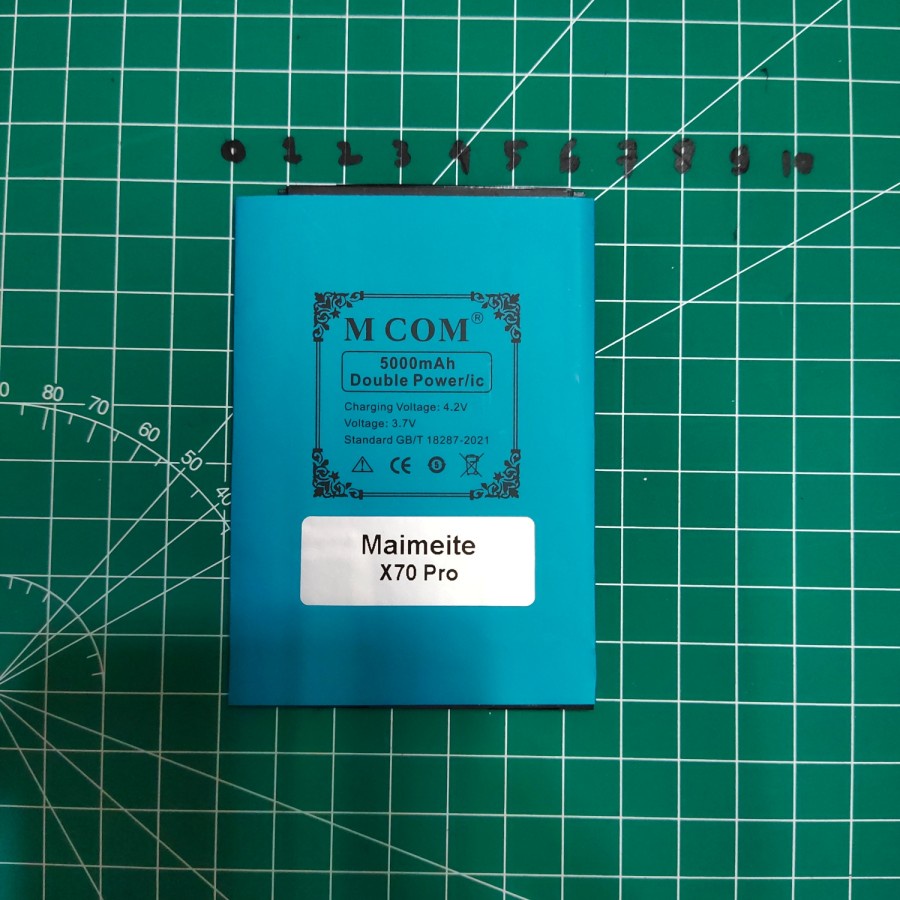 0 1 2 3 4 5 6 7 8 9 10
M COM®
5000mAh
Double Power/ic
Charging Voltage: 4.2V
Voltage: 3.7V
Standard GB/T 18287-2021
CE
Maimeite
X70 Pro
0 80 70
60
50
40